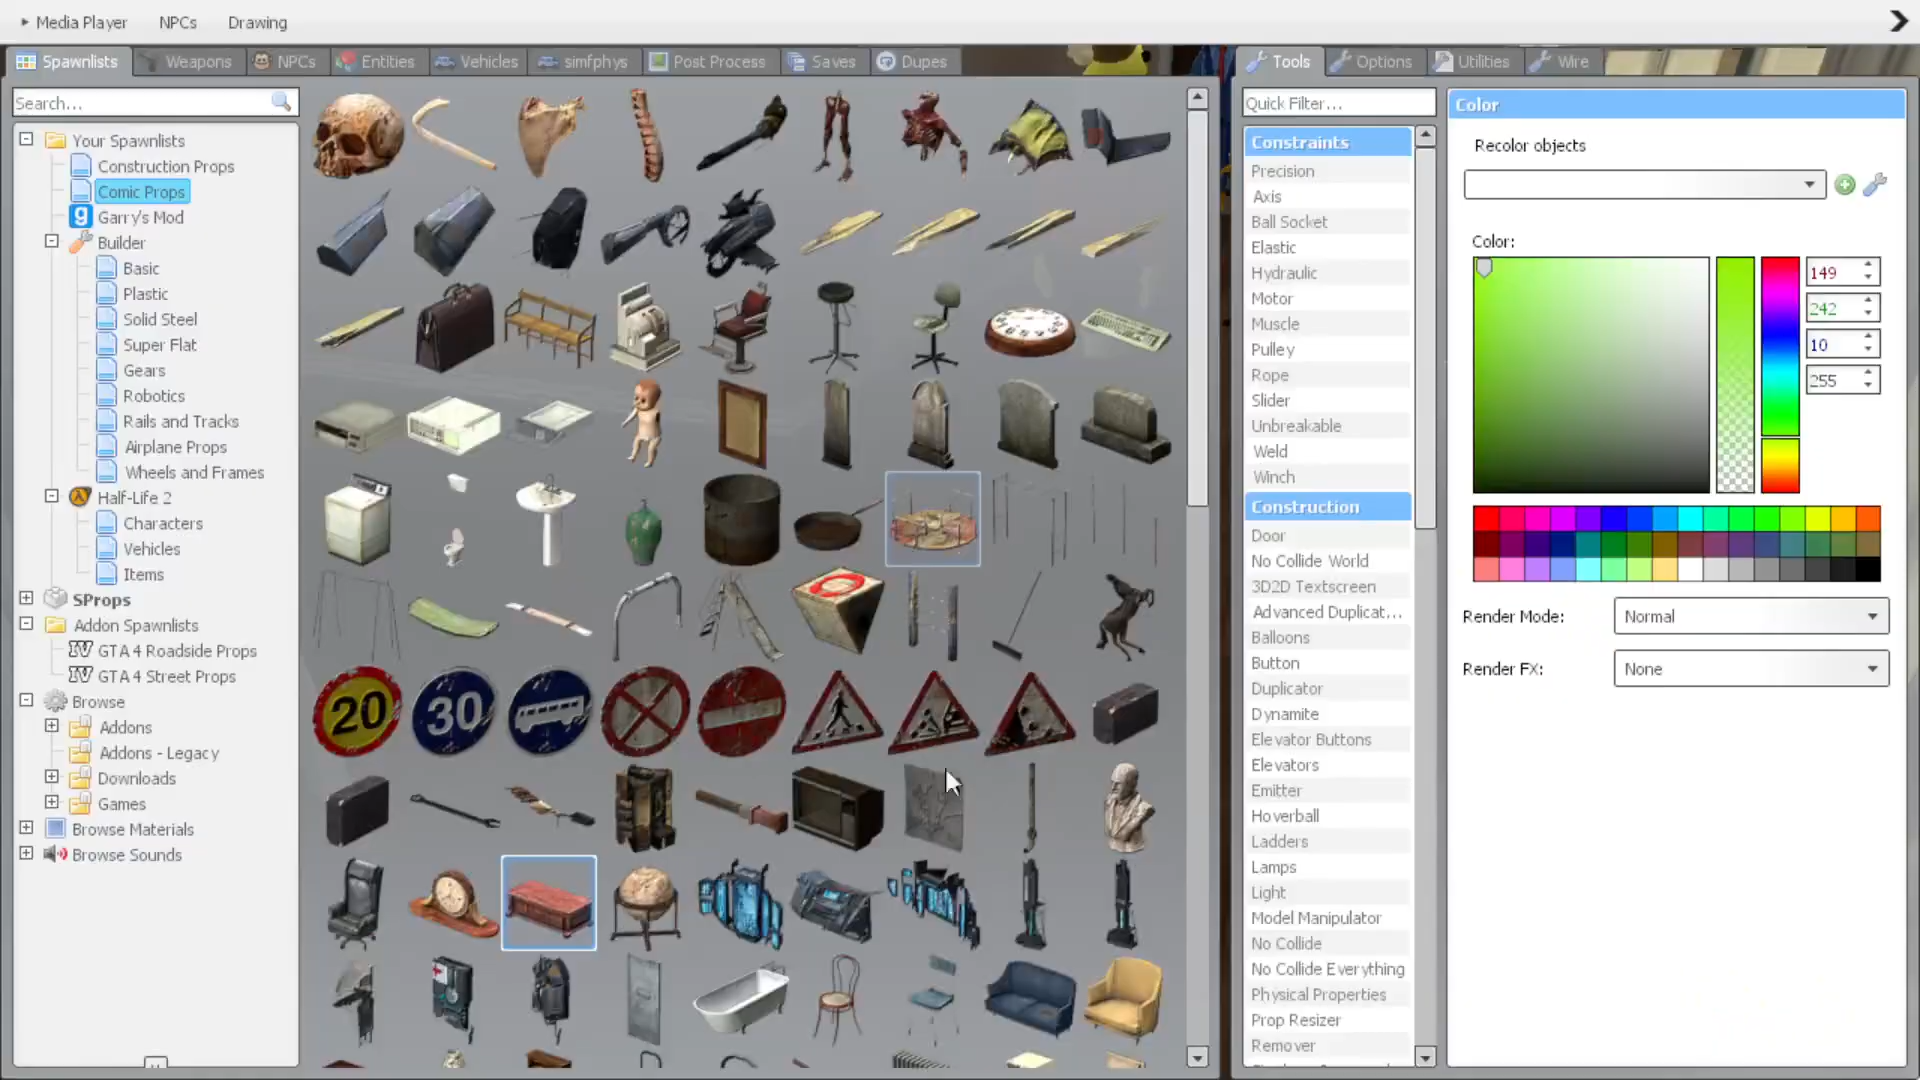 Media Player NPCs Drawing
Spawnlists Weapons NPCs Entities Vehicles simfphys Post Process Saves Dupes
Tools Options Utilities Wire
Search...
Your Spawnlists
Construction Props
Comic Props
Garry's Mod
Builder
Basic
Plastic
Solid Steel
Super Flat
Gears
Robotics
Rails and Tracks
Airplane Props
Wheels and Frames
Half-Life 2
Characters
Vehicles
Items
SProps
Addon Spawnlists
GTA 4 Roadside Props
GTA 4 Street Props
Browse
Addons
Addons - Legacy
Downloads
Games
Browse Materials
Browse Sounds
20
30
Quick Filter...
Constraints
Precision
Axis
Ball Socket
Elastic
Hydraulic
Motor
Muscle
Pulley
Rope
Slider
Unbreakable
Weld
Winch
Construction
Door
No Collide World
3D2D Textscreen
Advanced Duplicat...
Balloons
Button
Duplicator
Dynamite
Elevator Buttons
Elevators
Emitter
Hoverball
Ladders
Lamps
Light
Model Manipulator
No Collide
No Collide Everything
Physical Properties
Prop Resizer
Remover
Color
Recolor objects
Color:
149
242
10
255
Render Mode: Normal
Render FX: None